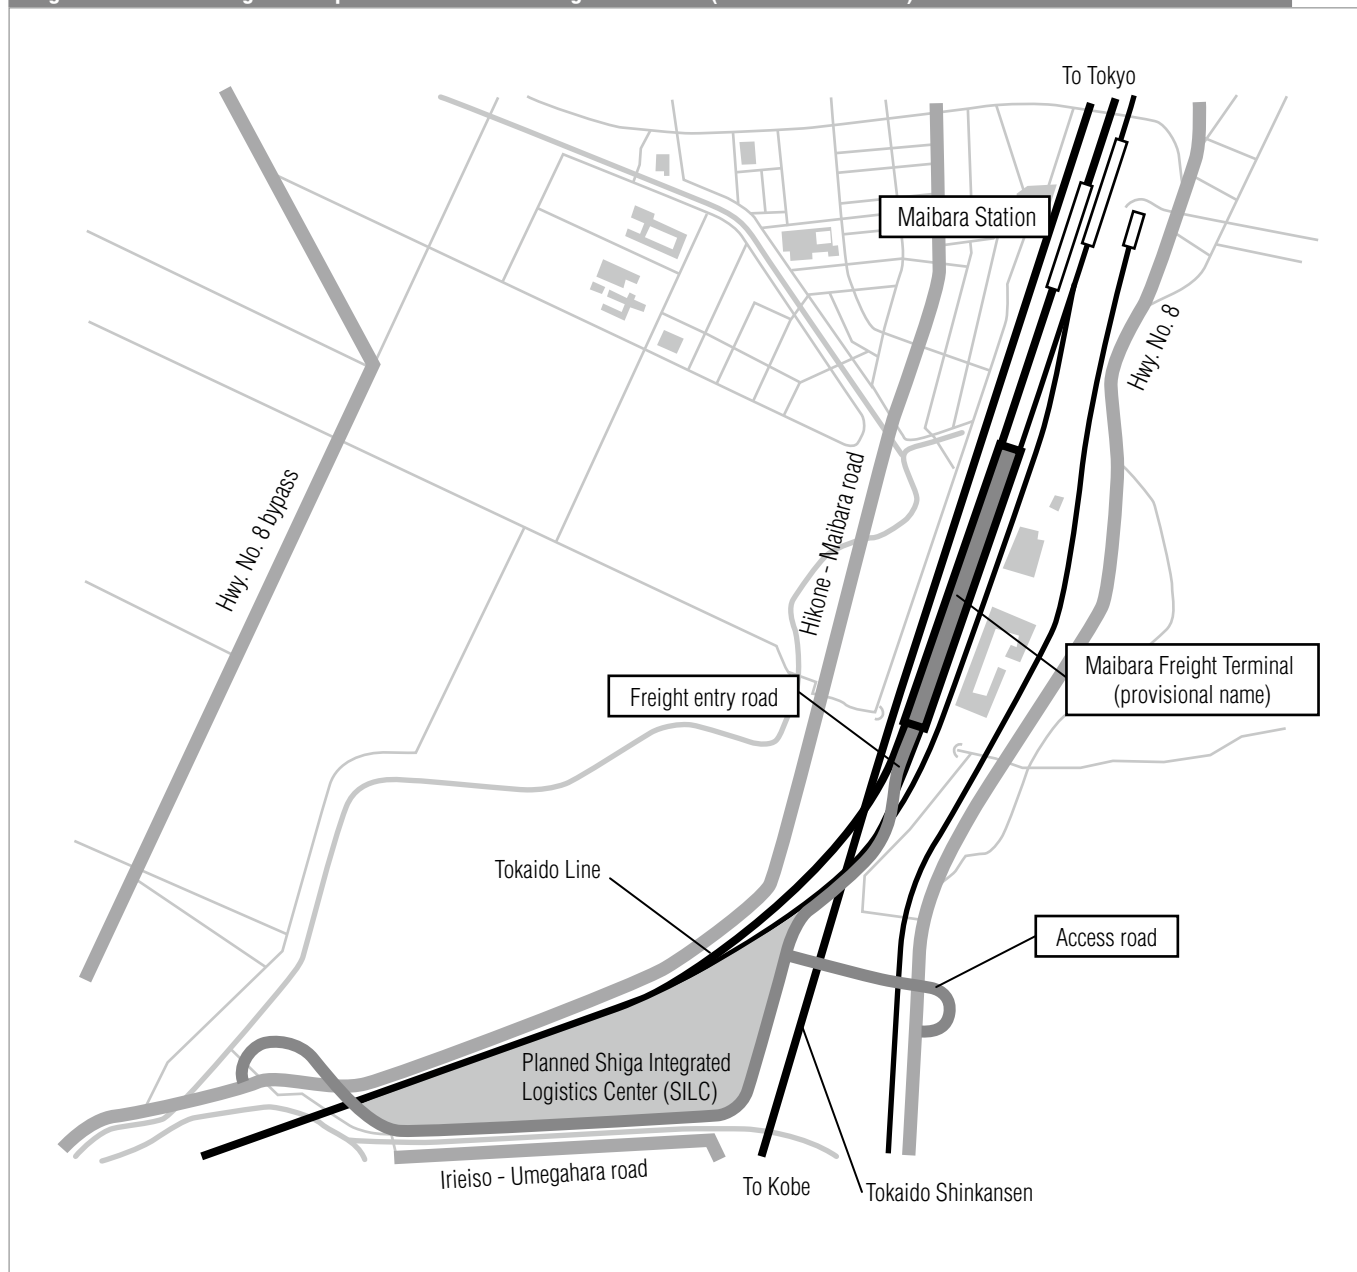 To Tokyo
Maibara Station
Hwy. No. 8
Hikone - Maibara road
Hwy. No. 8 bypass
Maibara Freight Terminal
(provisional name)
Freight entry road
Tokaido Line
Access road
Planned Shiga Integrated
Logistics Center (SILC)
Irieiso - Umegahara road
To Kobe
Tokaido Shinkansen